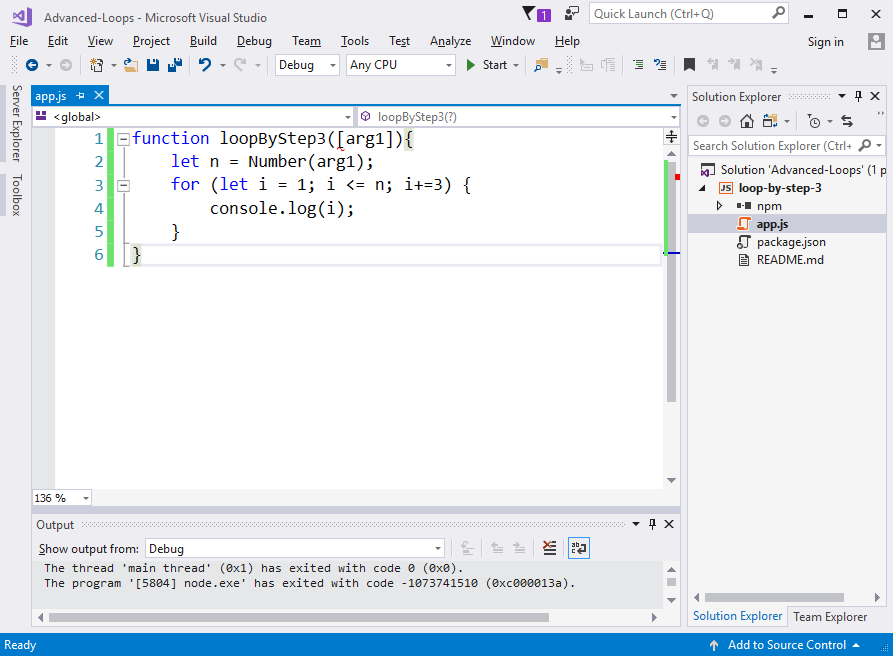 Advanced-Loops - Microsoft Visual Studio
1
Quick Launch (Ctrl+Q)
File Edit View Project Build Debug Team Tools Test Analyze Window Help
Sign in
Debug Any CPU Start
Server Explorer
Toolbox
app.js
<global>
loopByStep3(?)
1 function loopByStep3([arg1]){
2 let n = Number(arg1);
3 for (let i = 1; i <= n; i+=3) {
4 console.log(i);
5 }
6 }
136 %
Output
Show output from: Debug
The thread 'main thread' (0x1) has exited with code 0 (0x0).
The program '[5804] node.exe' has exited with code -1073741510 (0xc000013a).
Solution Explorer
Search Solution Explorer (Ctrl+
Solution 'Advanced-Loops' (1 p
JS loop-by-step-3
npm
app.js
package.json
README.md
Solution Explorer Team Explorer
Ready
Add to Source Control